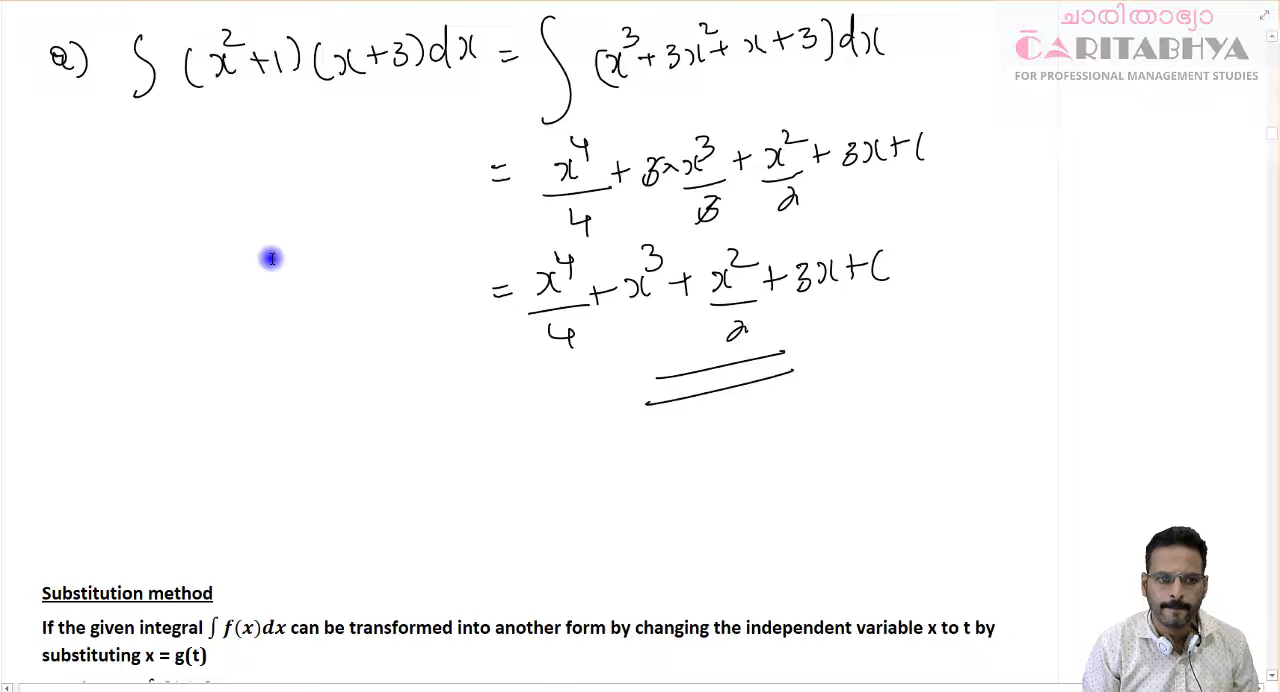 Q) ∫ (x²+1)(x+3)dx = ∫ (x³+3x²+x+3)dx
= x⁴/4 + 3×x³/3 + x²/2 + 3x+C
= x⁴/4 + x³ + x²/2 + 3x+C
ചാരിതാഭ്യാ
CARITABHYA
FOR PROFESSIONAL MANAGEMENT STUDIES
Substitution method
If the given integral ∫ f(x)dx can be transformed into another form by changing the independent variable x to t by
substituting x = g(t)